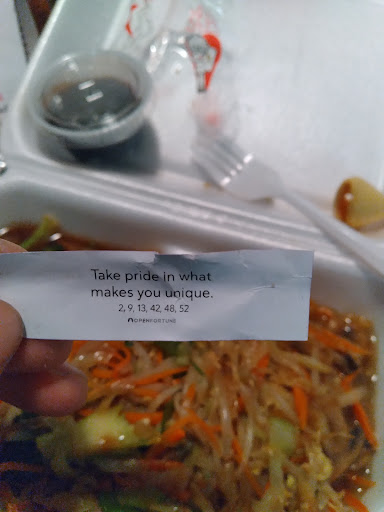 Take pride in what
makes you unique.
2, 9, 13, 42, 48, 52
OPENFORTUNE